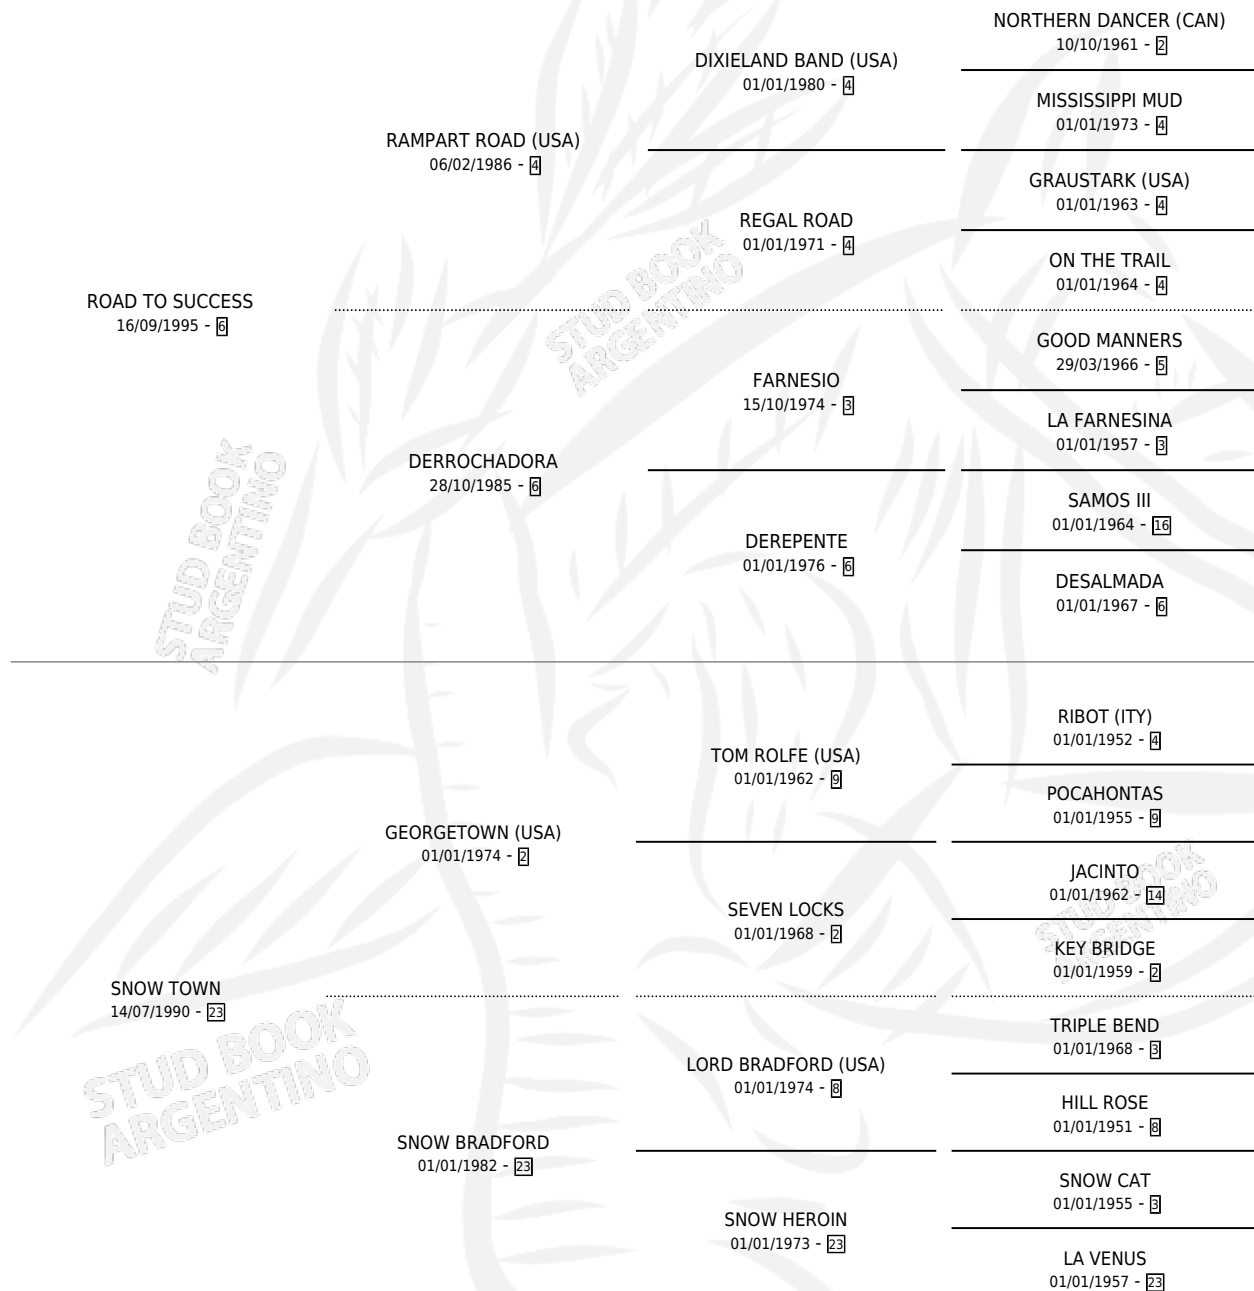 NORTHERN DANCER (CAN)
10/10/1961 - 2
DIXIELAND BAND (USA)
01/01/1980 - 4
MISSISSIPPI MUD
01/01/1973 - 4
RAMPART ROAD (USA)
06/02/1986 - 4
GRAUSTARK (USA)
01/01/1963 - 4
REGAL ROAD
01/01/1971 - 4
ON THE TRAIL
01/01/1964 - 4
ROAD TO SUCCESS
16/09/1995 - 6
STUD BOOK
ARGENTINO
GOOD MANNERS
29/03/1966 - 5
FARNESIO
15/10/1974 - 3
LA FARNESINA
01/01/1957 - 3
DERROCHADORA
28/10/1985 - 6
STUD BOOK
ARGENTINO
SAMOS III
01/01/1964 - 16
DEREPENTE
01/01/1976 - 6
DESALMADA
01/01/1967 - 6
RIBOT (ITY)
01/01/1952 - 4
TOM ROLFE (USA)
01/01/1962 - 9
POCAHONTAS
01/01/1955 - 9
GEORGETOWN (USA)
01/01/1974 - 2
JACINTO
01/01/1962 - 14
STUD BOOK
ARGENTINO
SEVEN LOCKS
01/01/1968 - 2
KEY BRIDGE
01/01/1959 - 2
SNOW TOWN
14/07/1990 - 23
STUD BOOK
ARGENTINO
TRIPLE BEND
01/01/1968 - 3
LORD BRADFORD (USA)
01/01/1974 - 8
HILL ROSE
01/01/1951 - 8
SNOW BRADFORD
01/01/1982 - 23
SNOW CAT
01/01/1955 - 3
SNOW HEROIN
01/01/1973 - 23
LA VENUS
01/01/1957 - 23